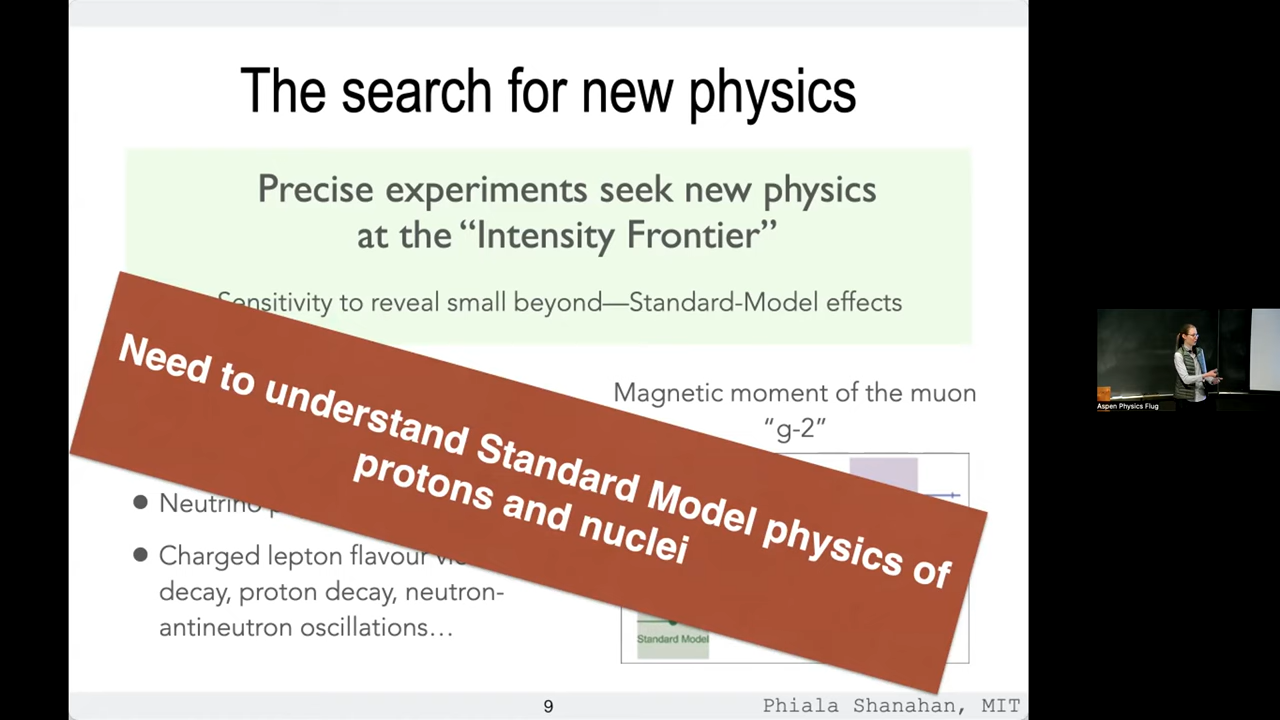 The search for new physics
Precise experiments seek new physics
at the “Intensity Frontier”
Sensitivity to reveal small beyond—Standard-Model effects
Need to understand Standard Model physics of
protons and nuclei
Magnetic moment of the muon
“g-2”
Standard Model
● Neutrino
● Charged lepton flavour
decay, proton decay, neutron-
antineutron oscillations…
9
Phiala Shanahan, MIT
Aspen Physics Flug